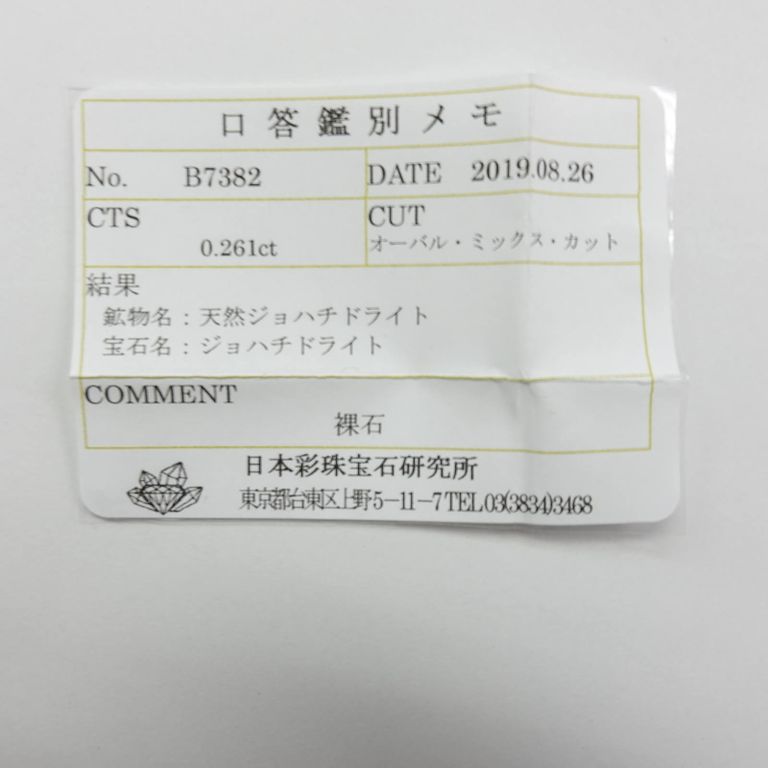 口答鑑別メモ
No. B7382 DATE 2019.08.26
CTS CUT
0.261ct オーバル・ミックス・カット
結果
鉱物名：天然ジョハチドライト
宝石名：ジョハチドライト
COMMENT
裸石
日本彩珠宝石研究所
東京都台東区上野5-11-7 TEL03(3834)3468